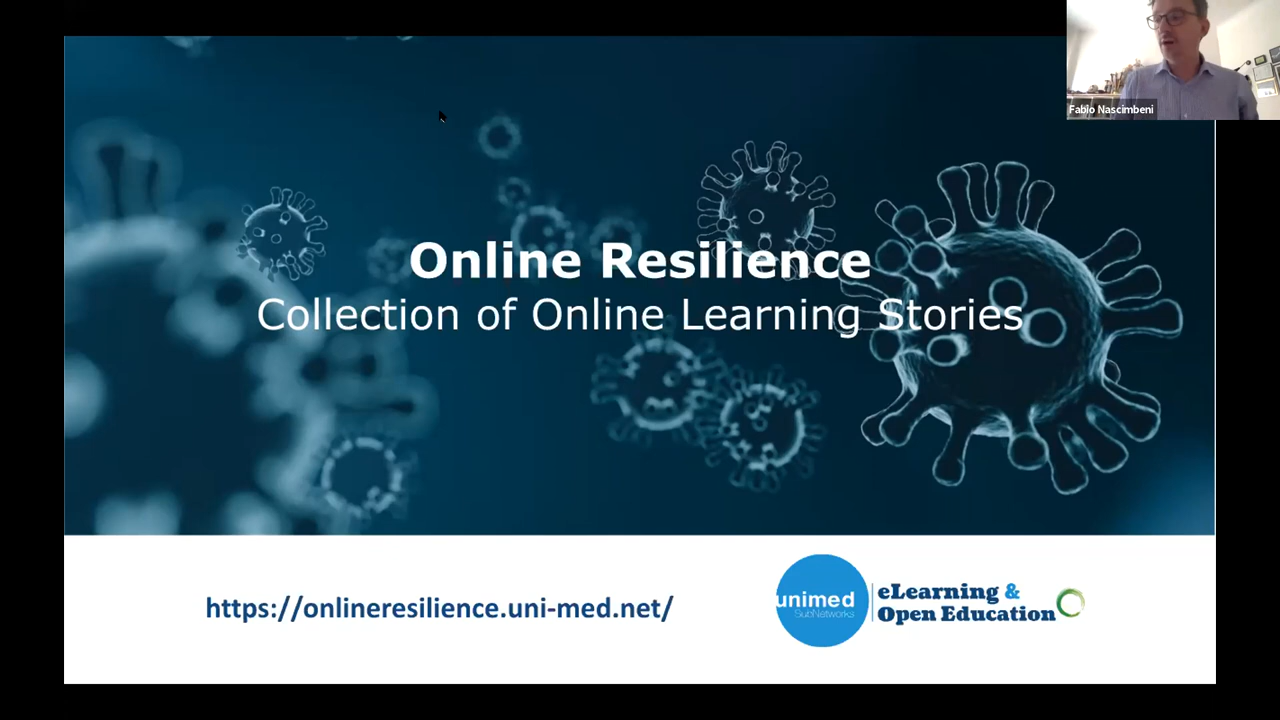 Fabio Nascimbeni
Online Resilience
Collection of Online Learning Stories
https://onlineresilience.uni-med.net/
unimed
SubNetworks
eLearning &
Open Education